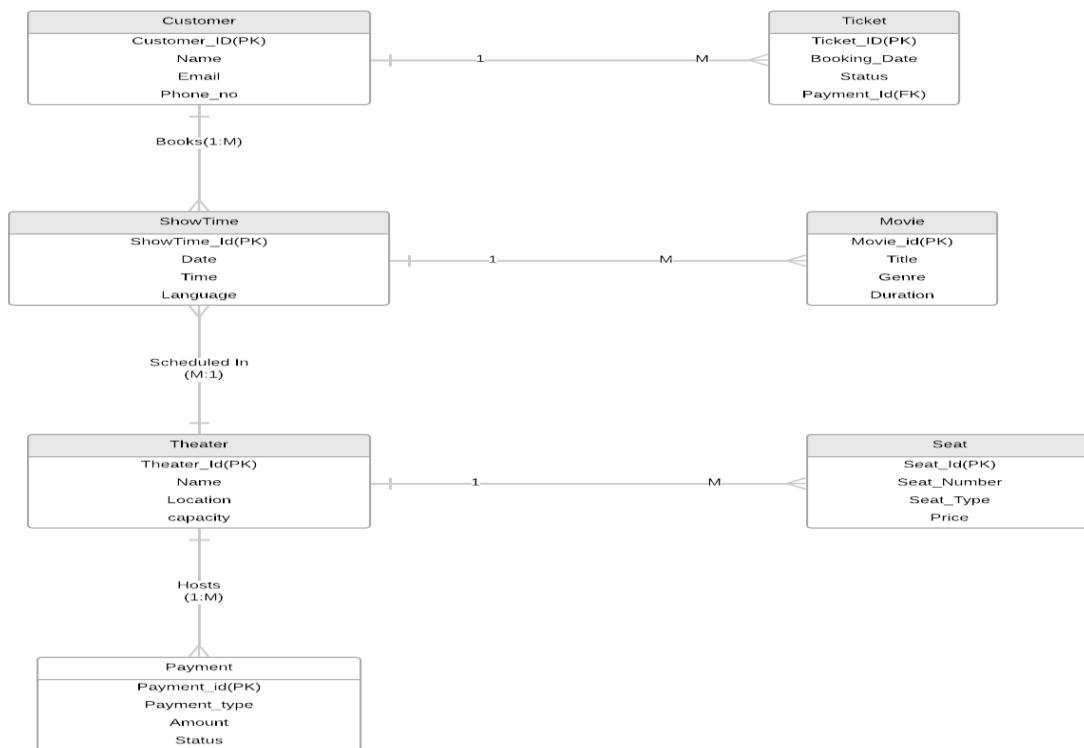 Customer
Customer_ID(PK)
Name
Email
Phone_no
1
M
Ticket
Ticket_ID(PK)
Booking_Date
Status
Payment_Id(FK)
Books(1:M)
ShowTime
ShowTime_Id(PK)
Date
Time
Language
1
M
Movie
Movie_id(PK)
Title
Genre
Duration
Scheduled In
(M:1)
Theater
Theater_Id(PK)
Name
Location
capacity
1
M
Seat
Seat_Id(PK)
Seat_Number
Seat_Type
Price
Hosts
(1:M)
Payment
Payment_id(PK)
Payment_type
Amount
Status